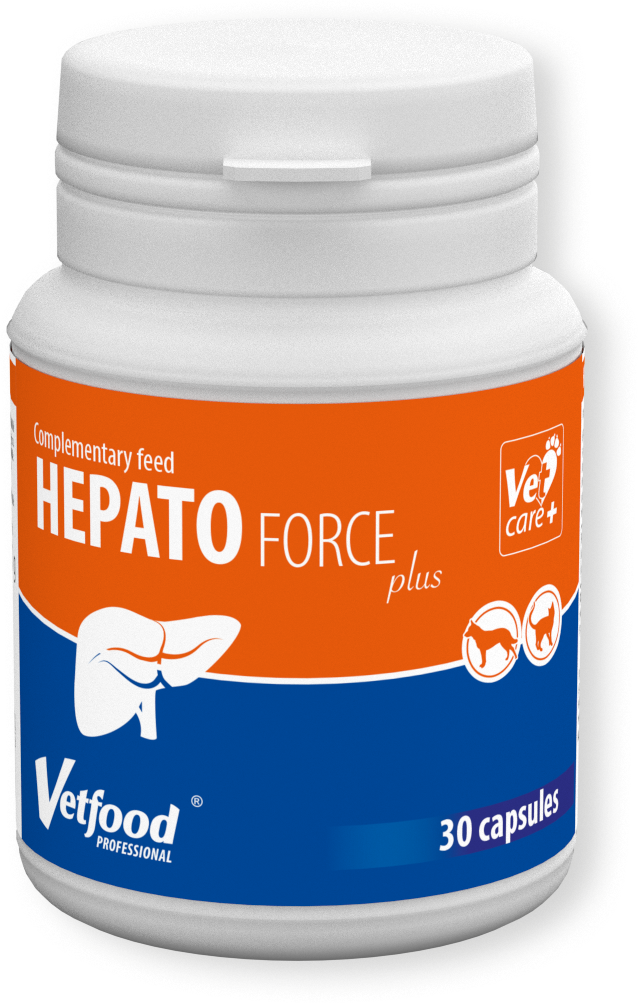 Complementary feed
HEPATO FORCE
plus
Vet
care+
Vetfood ®
PROFESSIONAL
30 capsules